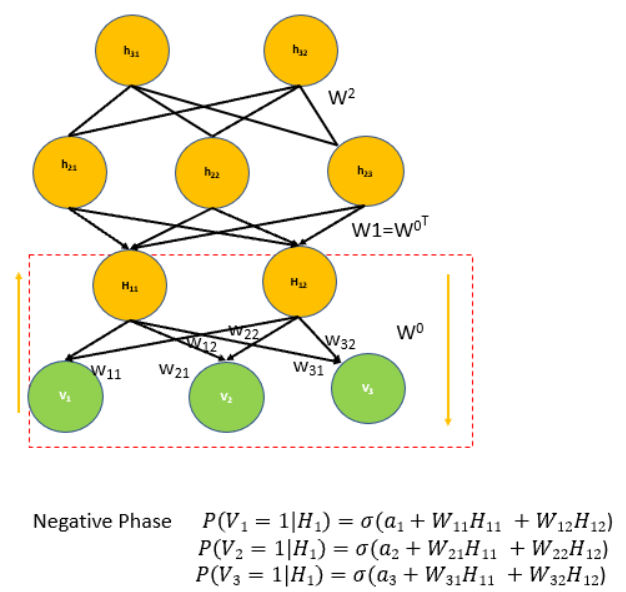 h₃₁ h₃₂
W²
h₂₁ h₂₂ h₂₃
W1=W⁰ᵀ
H₁₁ H₁₂
W⁰
w₂₂ w₃₂
w₁₂
w₁₁ w₂₁ w₃₁
V₁ V₂ V₃
Negative Phase P(V₁ = 1|H₁) = σ(a₁ + W₁₁H₁₁ + W₁₂H₁₂)
P(V₂ = 1|H₁) = σ(a₂ + W₂₁H₁₁ + W₂₂H₁₂)
P(V₃ = 1|H₁) = σ(a₃ + W₃₁H₁₁ + W₃₂H₁₂)